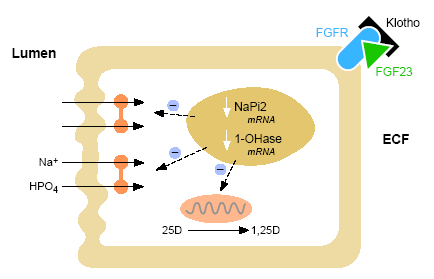 Klotho
FGFR
Lumen
FGF23
NaPi2
mRNA
1-OHase
mRNA
ECF
Na+
HPO4
25D 1,25D